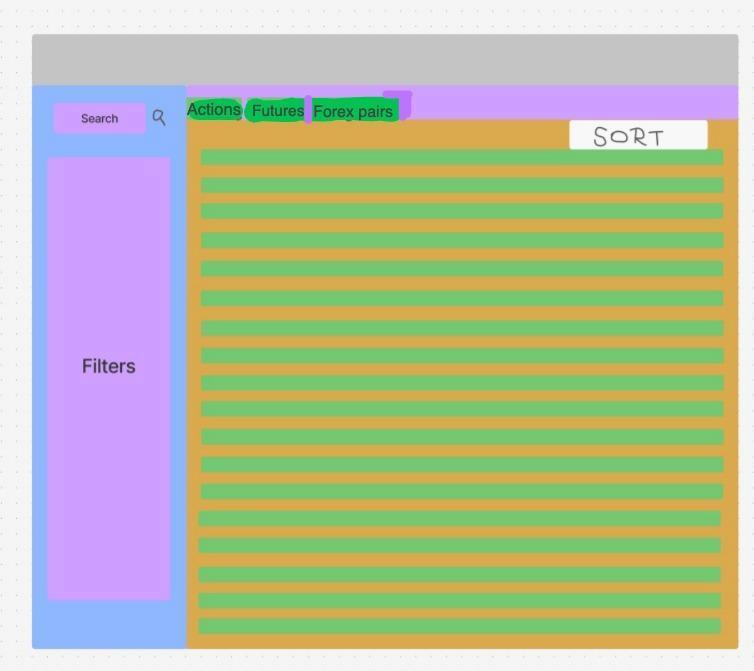 Search
Actions Futures Forex pairs
SORT
Filters